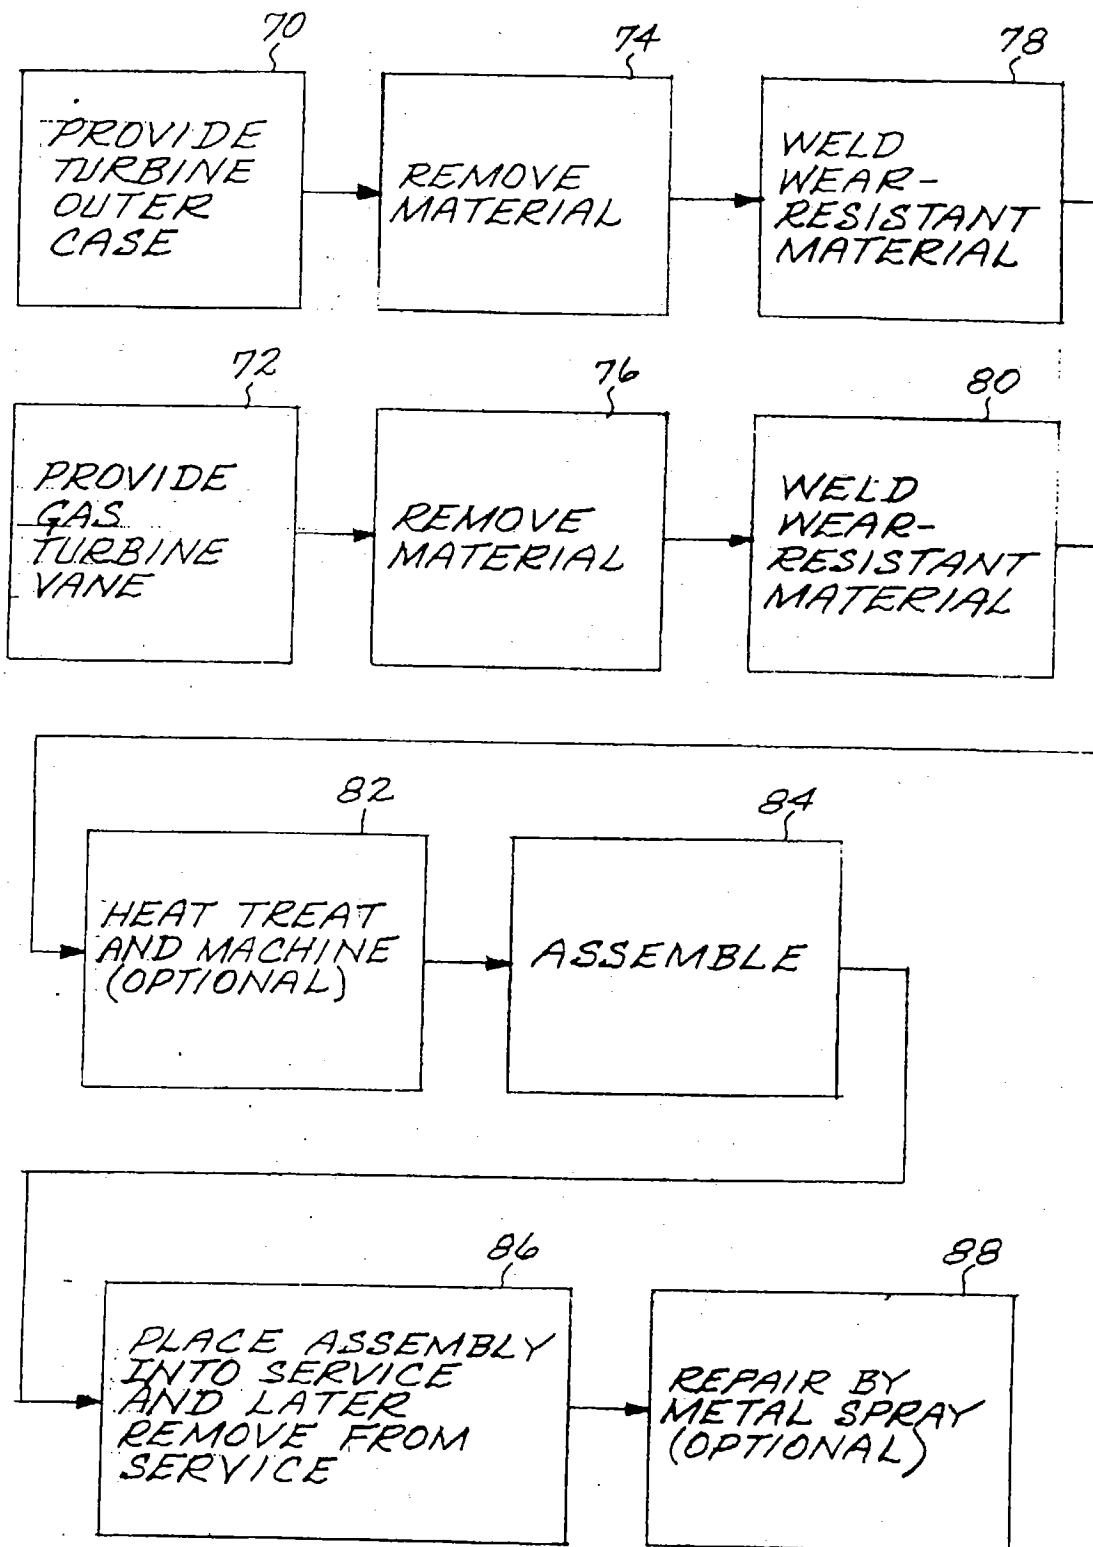 70
PROVIDE
TURBINE
OUTER
CASE
74
REMOVE
MATERIAL
78
WELD
WEAR-
RESISTANT
MATERIAL
72
PROVIDE
GAS
TURBINE
VANE
76
REMOVE
MATERIAL
80
WELD
WEAR-
RESISTANT
MATERIAL
82
HEAT TREAT
AND MACHINE
(OPTIONAL)
84
ASSEMBLE
86
PLACE ASSEMBLY
INTO SERVICE
AND LATER
REMOVE FROM
SERVICE
88
REPAIR BY
METAL SPRAY
(OPTIONAL)